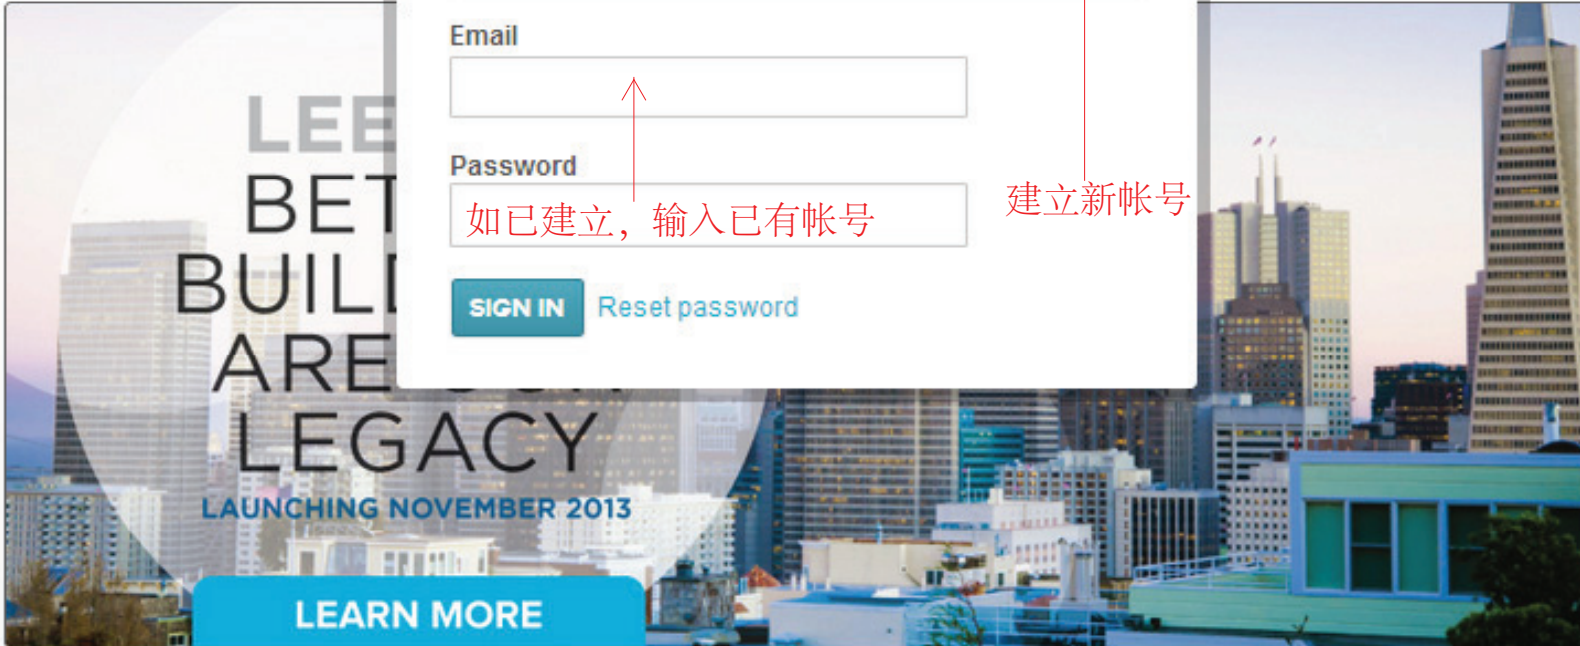 Email
Password
如已建立，输入已有帐号
建立新帐号
SIGN IN Reset password
LEE
BET
BUIL
ARE
LEGACY
LAUNCHING NOVEMBER 2013
LEARN MORE